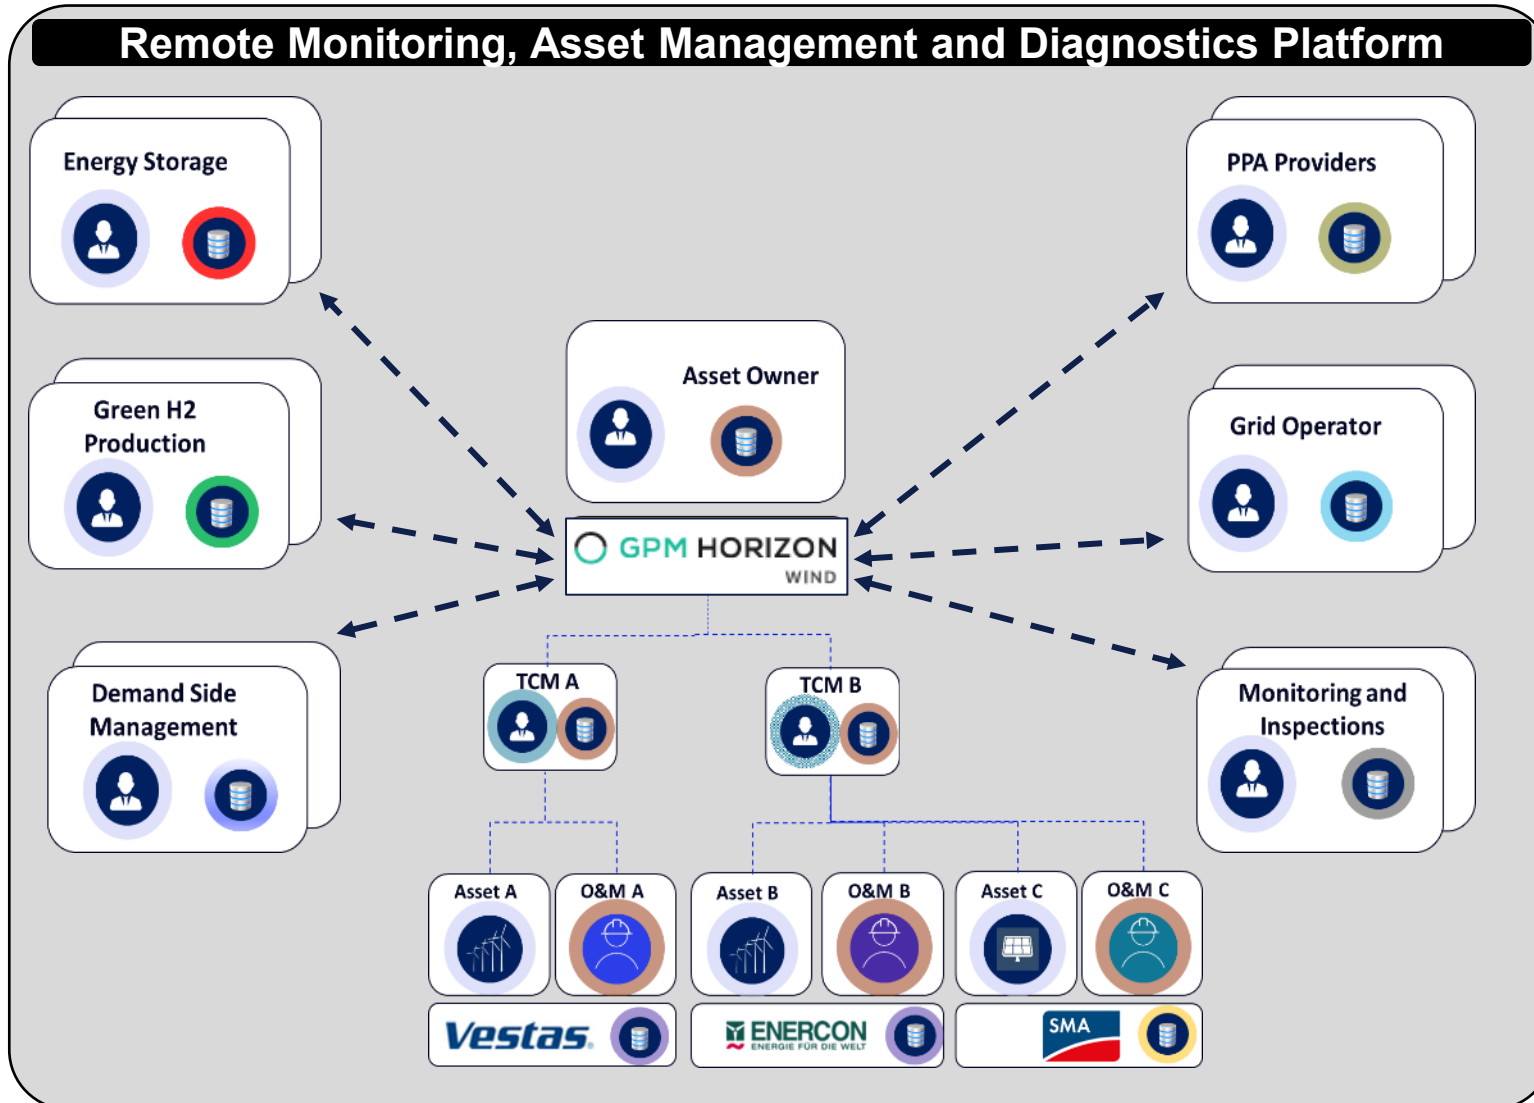 Remote Monitoring, Asset Management and Diagnostics Platform
Energy Storage
PPA Providers
Asset Owner
Green H2
Production
Grid Operator
GPM HORIZON
WIND
Demand Side
Management
TCM A
TCM B
Monitoring and
Inspections
Asset A
O&M A
Asset B
O&M B
Asset C
O&M C
Vestas.
ENERCON
ENERGIE FÜR DIE WELT
SMA